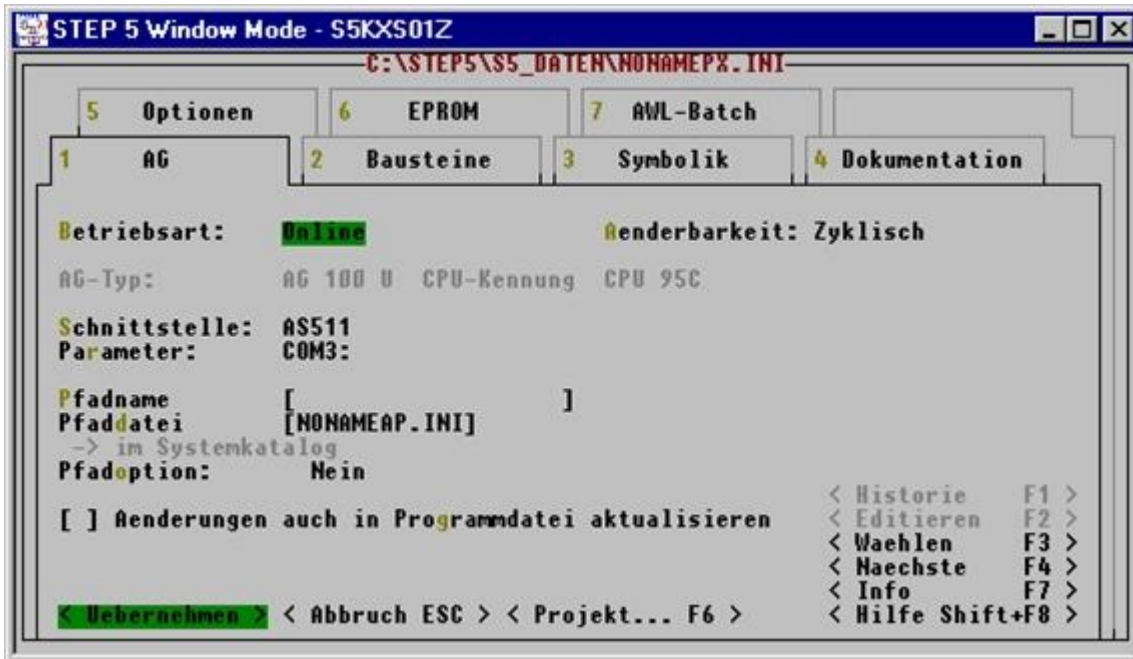 STEP 5 Window Mode - S5KXS01Z
C:\STEP5\S5_DATEN\NONAMEPX.INI
5 Optionen 6 EPROM 7 AWL-Batch
1 AG 2 Bausteine 3 Symbolik 4 Dokumentation
Betriebsart: Online Aenderbarkeit: Zyklisch
AG-Typ: AG 100 U CPU-Kennung CPU 95C
Schnittstelle: AS511
Parameter: COM3:
Pfadname [ ]
Pfaddatei [NONAMEAP.INI]
-> im Systemkatalog
Pfadoption: Nein
[ ] Aenderungen auch in Programmdatei aktualisieren
< Historie F1 >
< Editieren F2 >
< Waehlen F3 >
< Naechste F4 >
< Info F7 >
< Uebernehmen > < Abbruch ESC > < Projekt... F6 > < Hilfe Shift+F8 >